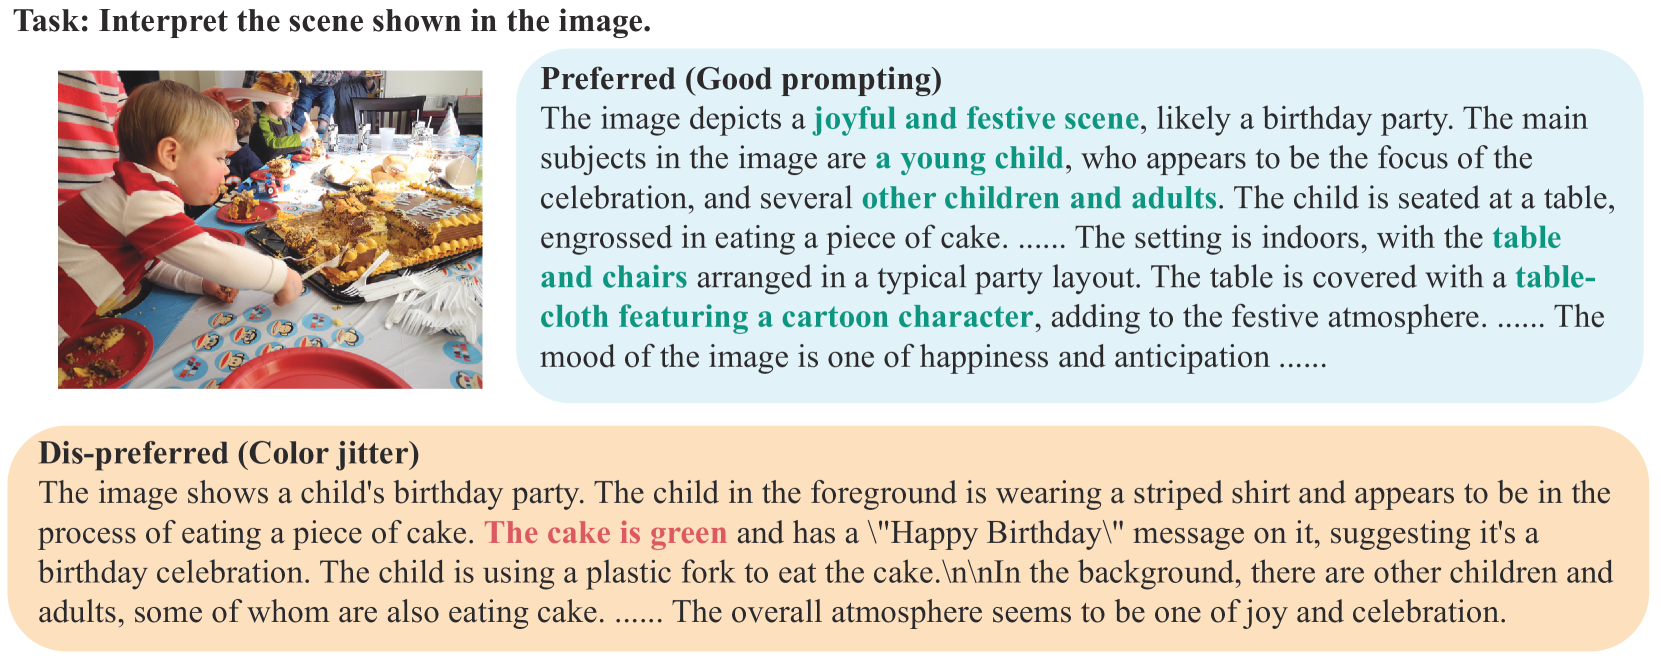 Task: Interpret the scene shown in the image.
Preferred (Good prompting)
The image depicts a joyful and festive scene, likely a birthday party. The main
subjects in the image are a young child, who appears to be the focus of the
celebration, and several other children and adults. The child is seated at a table,
engrossed in eating a piece of cake. ...... The setting is indoors, with the table
and chairs arranged in a typical party layout. The table is covered with a table-
cloth featuring a cartoon character, adding to the festive atmosphere. ...... The
mood of the image is one of happiness and anticipation ......
Dis-preferred (Color jitter)
The image shows a child's birthday party. The child in the foreground is wearing a striped shirt and appears to be in the
process of eating a piece of cake. The cake is green and has a \"Happy Birthday\" message on it, suggesting it's a
birthday celebration. The child is using a plastic fork to eat the cake.\n\nIn the background, there are other children and
adults, some of whom are also eating cake. ...... The overall atmosphere seems to be one of joy and celebration.